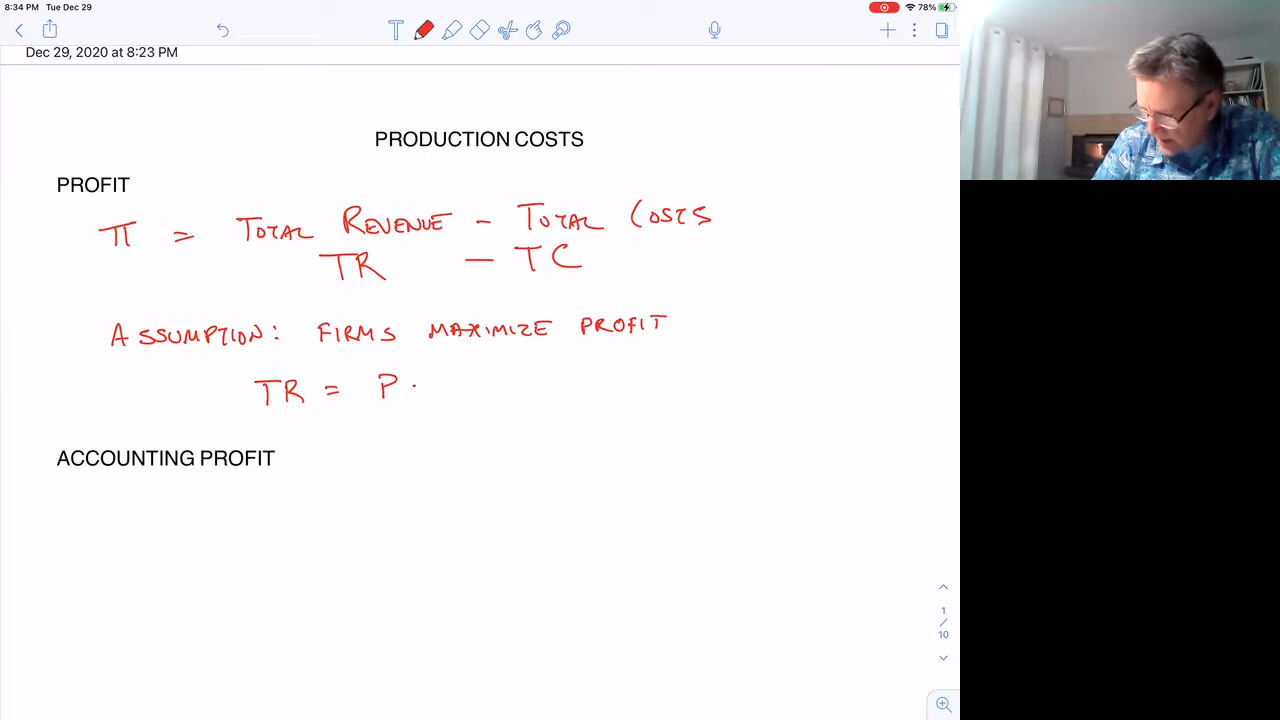 8:34 PM Tue Dec 29
78%
Dec 29, 2020 at 8:23 PM
PRODUCTION COSTS
PROFIT
π = TOTAL REVENUE - TOTAL COSTS
TR - TC
ASSUMPTION: FIRMS MAXIMIZE PROFIT
TR = P ·
ACCOUNTING PROFIT
1
/
10